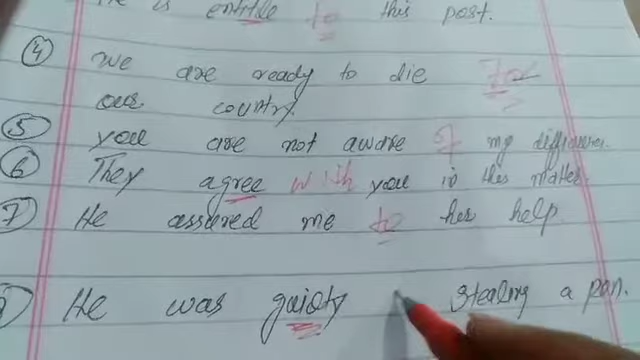 He is entitle to this post.
(4) We are ready to die for
our country.
(5) you are not aware of my
(6) They agree with you in this matter.
(7) He assured me to her help.
He was guilty stealing a pen.